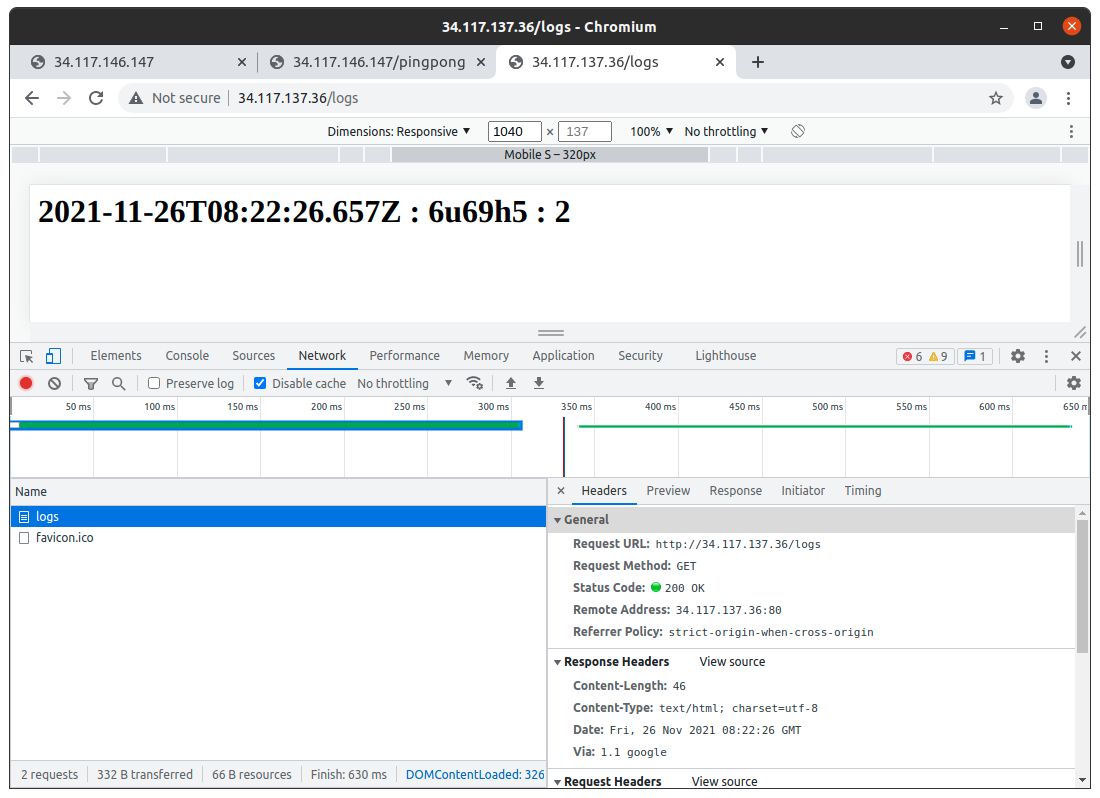 34.117.137.36/logs - Chromium
34.117.146.147 34.117.146.147/pingpong 34.117.137.36/logs
Not secure 34.117.137.36/logs
Dimensions: Responsive ▼ 1040 × 137 100% ▼ No throttling ▼
Mobile S – 320px
2021-11-26T08:22:26.657Z : 6u69h5 : 2
Elements Console Sources Network Performance Memory Application Security Lighthouse 6 9 1
Preserve log Disable cache No throttling ▼
50 ms 100 ms 150 ms 200 ms 250 ms 300 ms 350 ms 400 ms 450 ms 500 ms 550 ms 600 ms 650 m
Name
logs
favicon.ico
2 requests 332 B transferred 66 B resources Finish: 630 ms DOMContentLoaded: 326
× Headers Preview Response Initiator Timing
▼ General
Request URL: http://34.117.137.36/logs
Request Method: GET
Status Code: 200 OK
Remote Address: 34.117.137.36:80
Referrer Policy: strict-origin-when-cross-origin
▼ Response Headers View source
Content-Length: 46
Content-Type: text/html; charset=utf-8
Date: Fri, 26 Nov 2021 08:22:26 GMT
Via: 1.1 google
▼ Request Headers View source